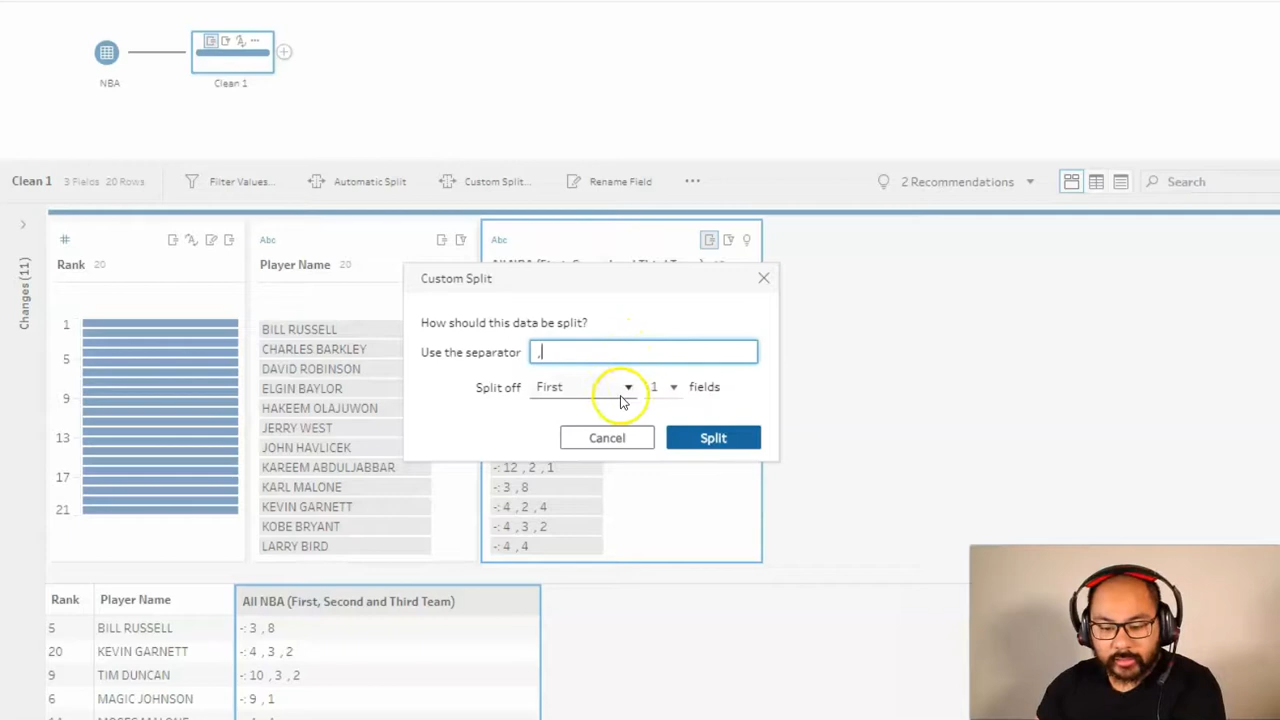 NBA
Clean 1
Clean 1 3 Fields 20 Rows
Filter Values...
Automatic Split
Custom Split...
Rename Field
...
2 Recommendations
Search
Changes (11)
#
Rank 20
1
5
9
13
17
21
Abc
Player Name 20
BILL RUSSELL
CHARLES BARKLEY
DAVID ROBINSON
ELGIN BAYLOR
HAKEEM OLAJUWON
JERRY WEST
JOHN HAVLICEK
KAREEM ABDULJABBAR
KARL MALONE
KEVIN GARNETT
KOBE BRYANT
LARRY BIRD
Abc
-: 12 , 2 , 1
-: 3 , 8
-: 4 , 2 , 4
-: 4 , 3 , 2
-: 4 , 4
Custom Split
How should this data be split?
Use the separator ,
Split off First 1 fields
Cancel
Split
Rank Player Name All NBA (First, Second and Third Team)
5 BILL RUSSELL -: 3 , 8
20 KEVIN GARNETT -: 4 , 3 , 2
9 TIM DUNCAN -: 10 , 3 , 2
6 MAGIC JOHNSON -: 9 , 1